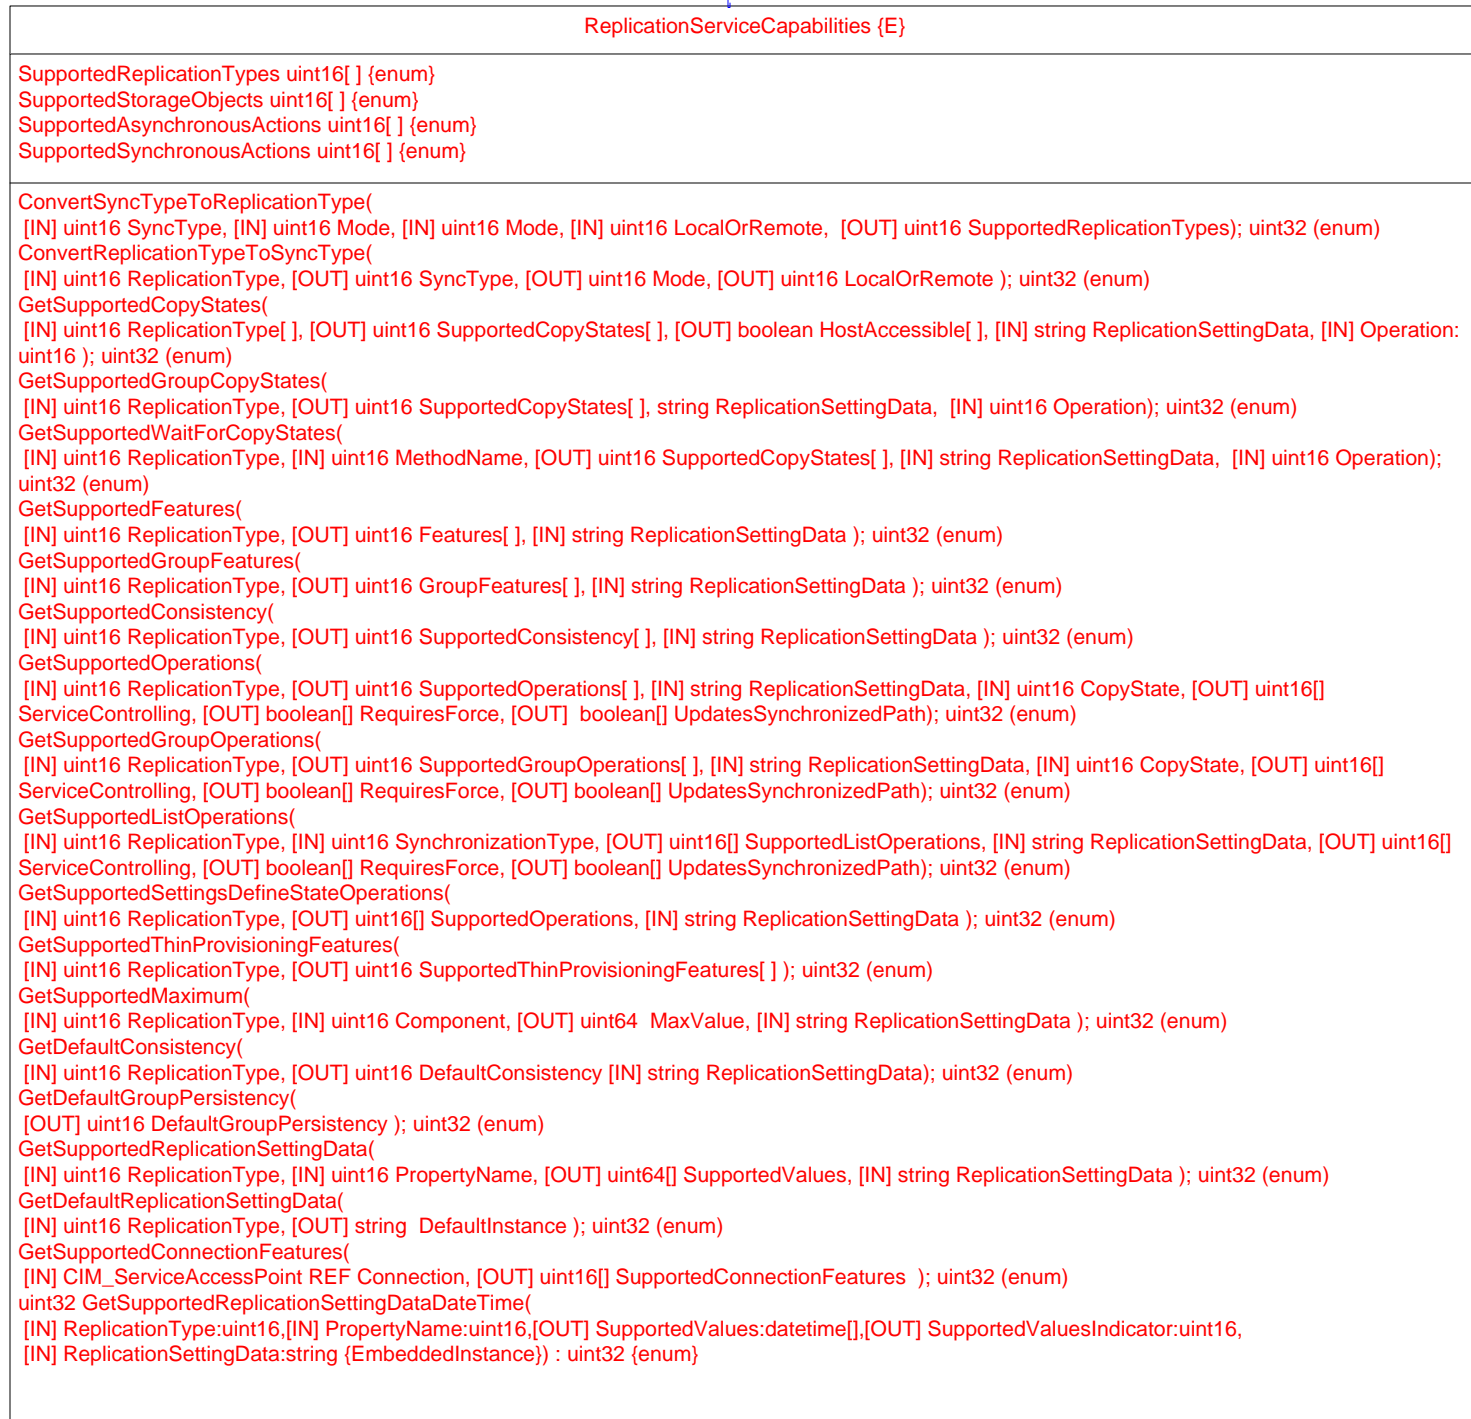 ReplicationServiceCapabilities {E}
SupportedReplicationTypes uint16[ ] {enum}
SupportedStorageObjects uint16[ ] {enum}
SupportedAsynchronousActions uint16[ ] {enum}
SupportedSynchronousActions uint16[ ] {enum}
ConvertSyncTypeToReplicationType(
[IN] uint16 SyncType, [IN] uint16 Mode, [IN] uint16 Mode, [IN] uint16 LocalOrRemote,  [OUT] uint16 SupportedReplicationTypes); uint32 (enum)
ConvertReplicationTypeToSyncType(
[IN] uint16 ReplicationType, [OUT] uint16 SyncType, [OUT] uint16 Mode, [OUT] uint16 LocalOrRemote ); uint32 (enum)
GetSupportedCopyStates(
[IN] uint16 ReplicationType[ ], [OUT] uint16 SupportedCopyStates[ ], [OUT] boolean HostAccessible[ ], [IN] string ReplicationSettingData, [IN] Operation:
uint16 ); uint32 (enum)
GetSupportedGroupCopyStates(
[IN] uint16 ReplicationType, [OUT] uint16 SupportedCopyStates[ ], string ReplicationSettingData,  [IN] uint16 Operation); uint32 (enum)
GetSupportedWaitForCopyStates(
[IN] uint16 ReplicationType, [IN] uint16 MethodName, [OUT] uint16 SupportedCopyStates[ ], [IN] string ReplicationSettingData,  [IN] uint16 Operation);
uint32 (enum)
GetSupportedFeatures(
[IN] uint16 ReplicationType, [OUT] uint16 Features[ ], [IN] string ReplicationSettingData ); uint32 (enum)
GetSupportedGroupFeatures(
[IN] uint16 ReplicationType, [OUT] uint16 GroupFeatures[ ], [IN] string ReplicationSettingData ); uint32 (enum)
GetSupportedConsistency(
[IN] uint16 ReplicationType, [OUT] uint16 SupportedConsistency[ ], [IN] string ReplicationSettingData ); uint32 (enum)
GetSupportedOperations(
[IN] uint16 ReplicationType, [OUT] uint16 SupportedOperations[ ], [IN] string ReplicationSettingData, [IN] uint16 CopyState, [OUT] uint16[]
ServiceControlling, [OUT] boolean[] RequiresForce, [OUT]  boolean[] UpdatesSynchronizedPath); uint32 (enum)
GetSupportedGroupOperations(
[IN] uint16 ReplicationType, [OUT] uint16 SupportedGroupOperations[ ], [IN] string ReplicationSettingData, [IN] uint16 CopyState, [OUT] uint16[]
ServiceControlling, [OUT] boolean[] RequiresForce, [OUT] boolean[] UpdatesSynchronizedPath); uint32 (enum)
GetSupportedListOperations(
[IN] uint16 ReplicationType, [IN] uint16 SynchronizationType, [OUT] uint16[] SupportedListOperations, [IN] string ReplicationSettingData, [OUT] uint16[]
ServiceControlling, [OUT] boolean[] RequiresForce, [OUT] boolean[] UpdatesSynchronizedPath); uint32 (enum)
GetSupportedSettingsDefineStateOperations(
[IN] uint16 ReplicationType, [OUT] uint16[] SupportedOperations, [IN] string ReplicationSettingData ); uint32 (enum)
GetSupportedThinProvisioningFeatures(
[IN] uint16 ReplicationType, [OUT] uint16 SupportedThinProvisioningFeatures[ ] ); uint32 (enum)
GetSupportedMaximum(
[IN] uint16 ReplicationType, [IN] uint16 Component, [OUT] uint64  MaxValue, [IN] string ReplicationSettingData ); uint32 (enum)
GetDefaultConsistency(
[IN] uint16 ReplicationType, [OUT] uint16 DefaultConsistency [IN] string ReplicationSettingData); uint32 (enum)
GetDefaultGroupPersistency(
[OUT] uint16 DefaultGroupPersistency ); uint32 (enum)
GetSupportedReplicationSettingData(
[IN] uint16 ReplicationType, [IN] uint16 PropertyName, [OUT] uint64[] SupportedValues, [IN] string ReplicationSettingData ); uint32 (enum)
GetDefaultReplicationSettingData(
[IN] uint16 ReplicationType, [OUT] string  DefaultInstance ); uint32 (enum)
GetSupportedConnectionFeatures(
[IN] CIM_ServiceAccessPoint REF Connection, [OUT] uint16[] SupportedConnectionFeatures  ); uint32 (enum)
uint32 GetSupportedReplicationSettingDataDateTime(
[IN] ReplicationType:uint16,[IN] PropertyName:uint16,[OUT] SupportedValues:datetime[],[OUT] SupportedValuesIndicator:uint16,
[IN] ReplicationSettingData:string {EmbeddedInstance}) : uint32 {enum}